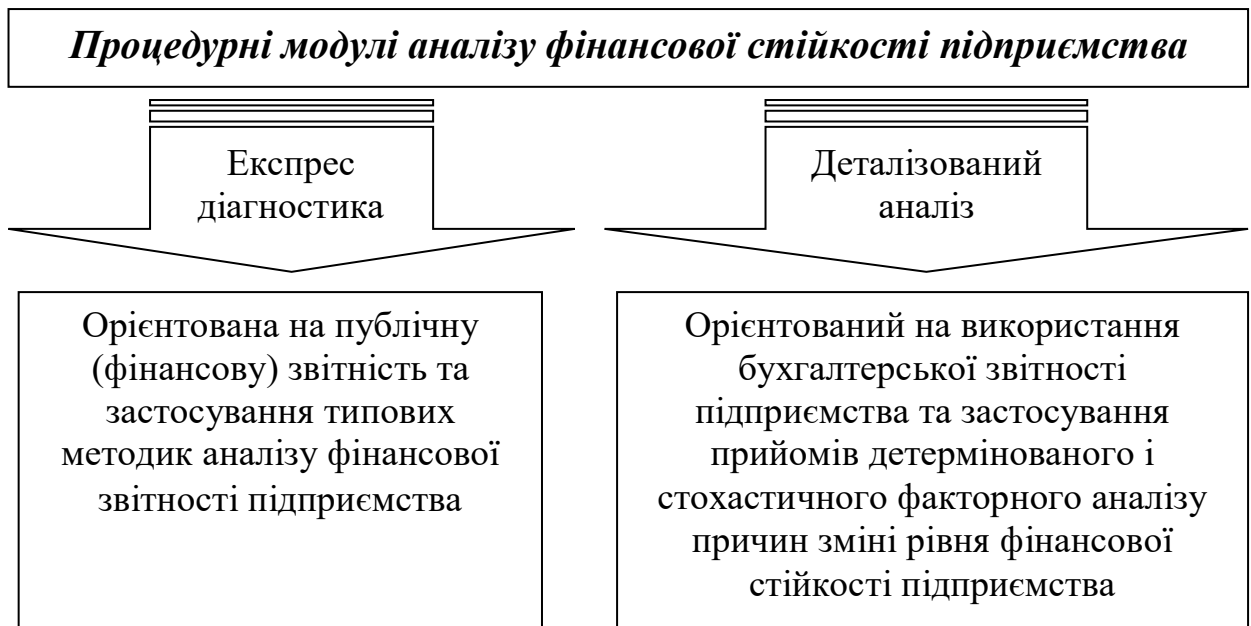 Процедурні модулі аналізу фінансової стійкості підприємства
Експрес
діагностика
Деталізований
аналіз
Орієнтована на публічну
(фінансову) звітність та
застосування типових
методик аналізу фінансової
звітності підприємства
Орієнтований на використання
бухгалтерської звітності
підприємства та застосування
прийомів детермінованого і
стохастичного факторного аналізу
причин зміні рівня фінансової
стійкості підприємства